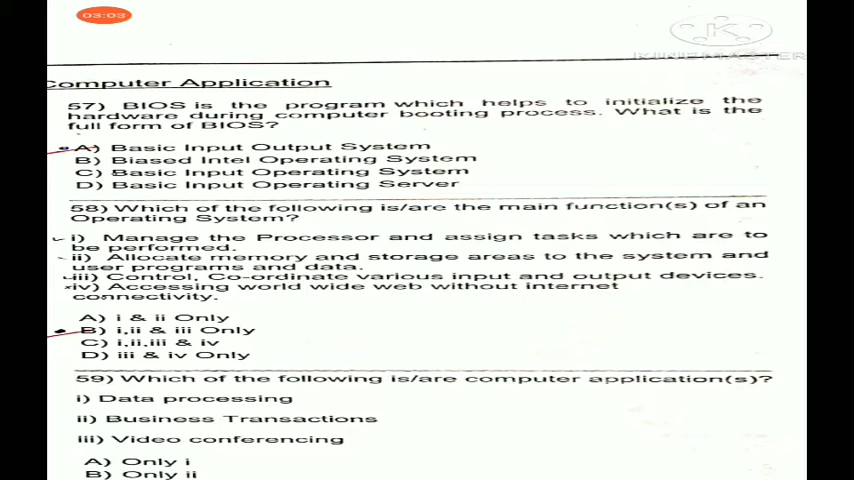 03:03
K
KINEMASTER
Computer Application
57) BIOS is the program which helps to initialize the
hardware during computer booting process. What is the
full form of BIOS?
A) Basic Input Output System
B) Biased Intel Operating System
C) Basic Input Operating System
D) Basic Input Operating Server
58) Which of the following is/are the main function(s) of an
Operating System?
i) Manage the Processor and assign tasks which are to
be performed.
ii) Allocate memory and storage areas to the system and
user programs and data.
iii) Control, Co-ordinate various input and output devices.
iv) Accessing world wide web without internet
connectivity.
A) i & ii Only
B) i,ii & iii Only
C) i,ii,iii & iv
D) iii & iv Only
59) Which of the following is/are computer application(s)?
i) Data processing
ii) Business Transactions
iii) Video conferencing
A) Only i
B) Only ii